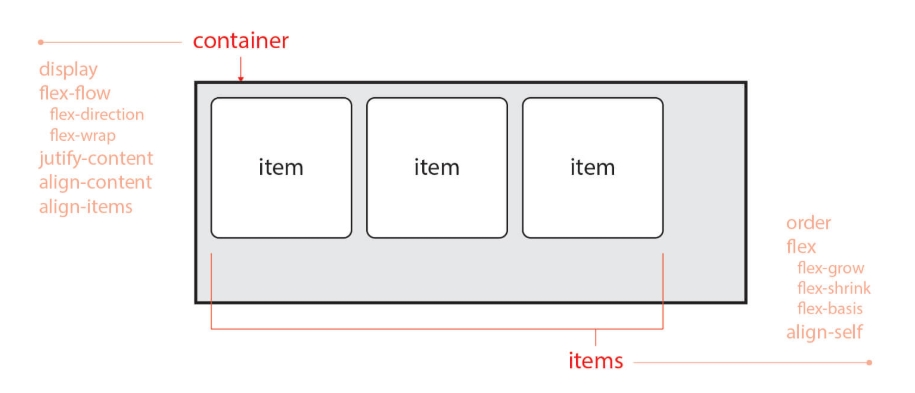 container
display
flex-flow
flex-direction
flex-wrap
jutify-content
align-content
align-items
item item item
order
flex
flex-grow
flex-shrink
flex-basis
align-self
items